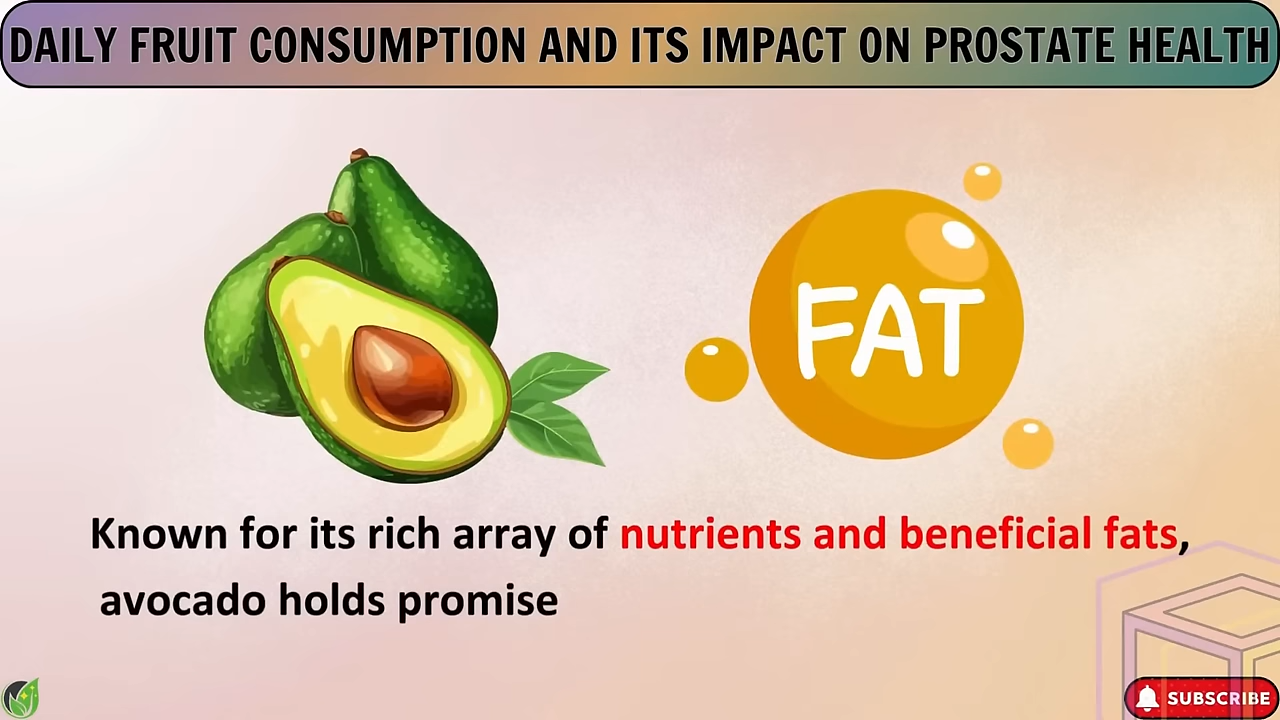 DAILY FRUIT CONSUMPTION AND ITS IMPACT ON PROSTATE HEALTH
FAT
Known for its rich array of nutrients and beneficial fats,
avocado holds promise
SUBSCRIBE